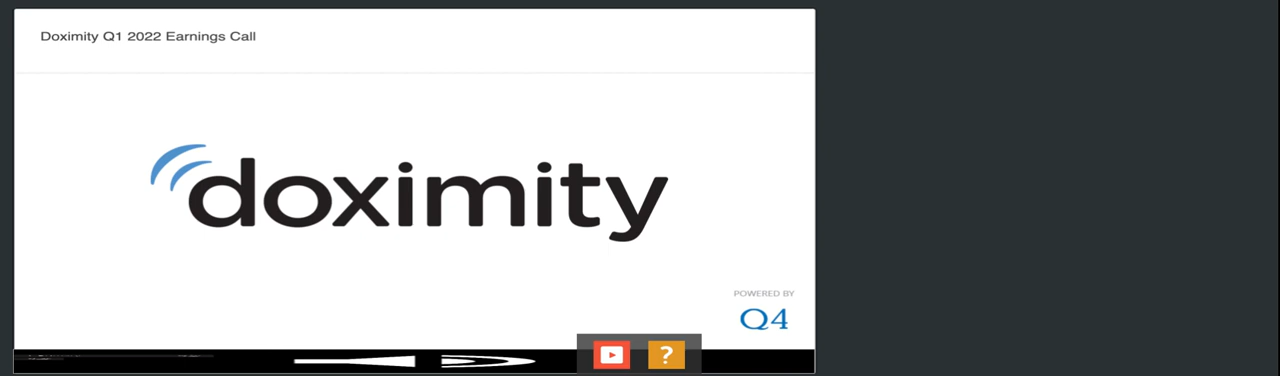 Doximity Q1 2022 Earnings Call
doximity
POWERED BY
Q4
?